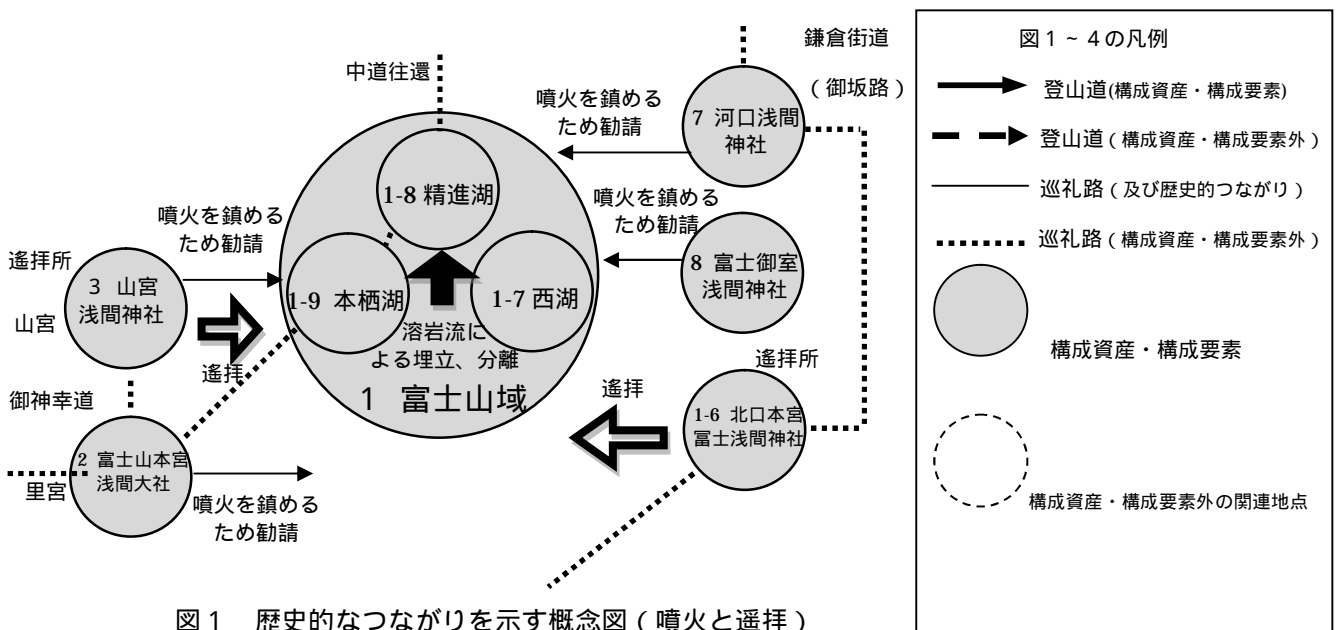 鎌倉街道
(御坂路)
中道往還
噴火を鎮める
ため勧請
7 河口浅間
神社
1-8 精進湖
噴火を鎮める
ため勧請
噴火を鎮める
ため勧請
遙拝所
3 山宮
浅間神社
山宮
8 富士御室
浅間神社
1-9 本栖湖
1-7 西湖
溶岩流に
よる埋立、分離
遙拝
1 富士山域
遙拝所
遙拝
1-6 北口本宮
冨士浅間神社
御神幸道
2 富士山本宮
浅間大社
里宮
噴火を鎮める
ため勧請
図1 歴史的なつながりを示す概念図(噴火と遥拝)
図1~4の凡例
登山道(構成資産・構成要素)
登山道(構成資産・構成要素外)
巡礼路(及び歴史的つながり)
巡礼路(構成資産・構成要素外)
構成資産・構成要素
構成資産・構成要素外の関連地点